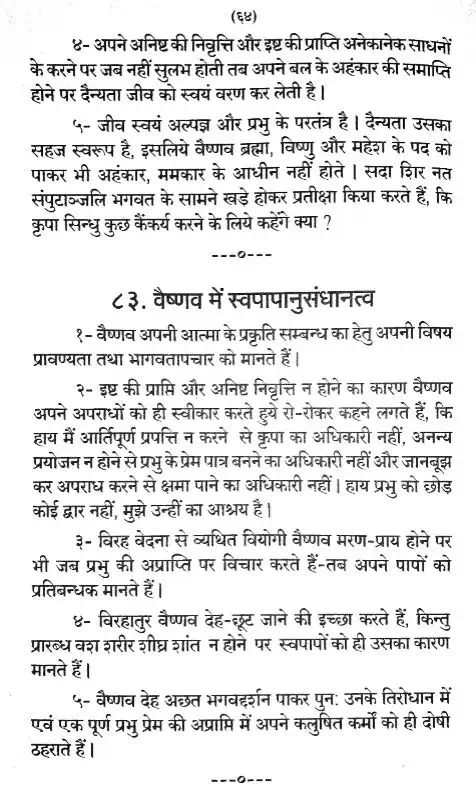 (६४)
४- अपने अनिष्ट की निवृत्ति और इष्ट की प्राप्ति अनेकानेक साधनों
के करने पर जब नहीं सुलभ होती तब अपने बल के अहंकार की समाप्ति
होने पर दैन्यता जीव को स्वयं वरण कर लेती है।
५- जीव स्वयं अल्पज्ञ और प्रभु के परतंत्र है। दैन्यता उसका
सहज स्वरूप है, इसलिये वैष्णव ब्रह्मा, विष्णु और महेश के पद को
पाकर भी अहंकार, ममकार के आधीन नहीं होते। सदा शिर नत
संपुटाञ्जलि भगवत के सामने खड़े होकर प्रतीक्षा किया करते हैं, कि
कृपा सिन्धु कुछ कैंकर्य करने के लिये कहेंगे क्या ?
---०---
८३. वैष्णव में स्वपापानुसंधानत्व
१- वैष्णव अपनी आत्मा के प्रकृति सम्बन्ध का हेतु अपनी विषय
प्रावण्यता तथा भागवतापचार को मानते हैं।
२- इष्ट की प्राप्ति और अनिष्ट निवृत्ति न होने का कारण वैष्णव
अपने अपराधों को ही स्वीकार करते हुये रो-रोकर कहने लगते हैं, कि
हाय मैं आर्तिपूर्ण प्रपत्ति न करने से कृपा का अधिकारी नहीं, अनन्य
प्रयोजन न होने से प्रभु के प्रेम पात्र बनने का अधिकारी नहीं और जानबूझ
कर अपराध करने से क्षमा पाने का अधिकारी नहीं। हाय प्रभु को छोड़
कोई द्वार नहीं, मुझे उन्हीं का आश्रय है।
३- विरह वेदना से व्यथित वियोगी वैष्णव मरण-प्राय होने पर
भी जब प्रभु की अप्राप्ति पर विचार करते हैं-तब अपने पापों को
प्रतिबन्धक मानते हैं।
४- विरहातुर वैष्णव देह-छूट जाने की इच्छा करते हैं, किन्तु
प्रारब्ध वश शरीर शीघ्र शांत न होने पर स्वपापों को ही उसका कारण
मानते हैं।
५- वैष्णव देह अछत भगवद्दर्शन पाकर पुन: उनके तिरोधान में
एवं एक पूर्ण प्रभु प्रेम की अप्राप्ति में अपने कलुषित कर्मों को ही दोषी
ठहराते हैं।
---०---